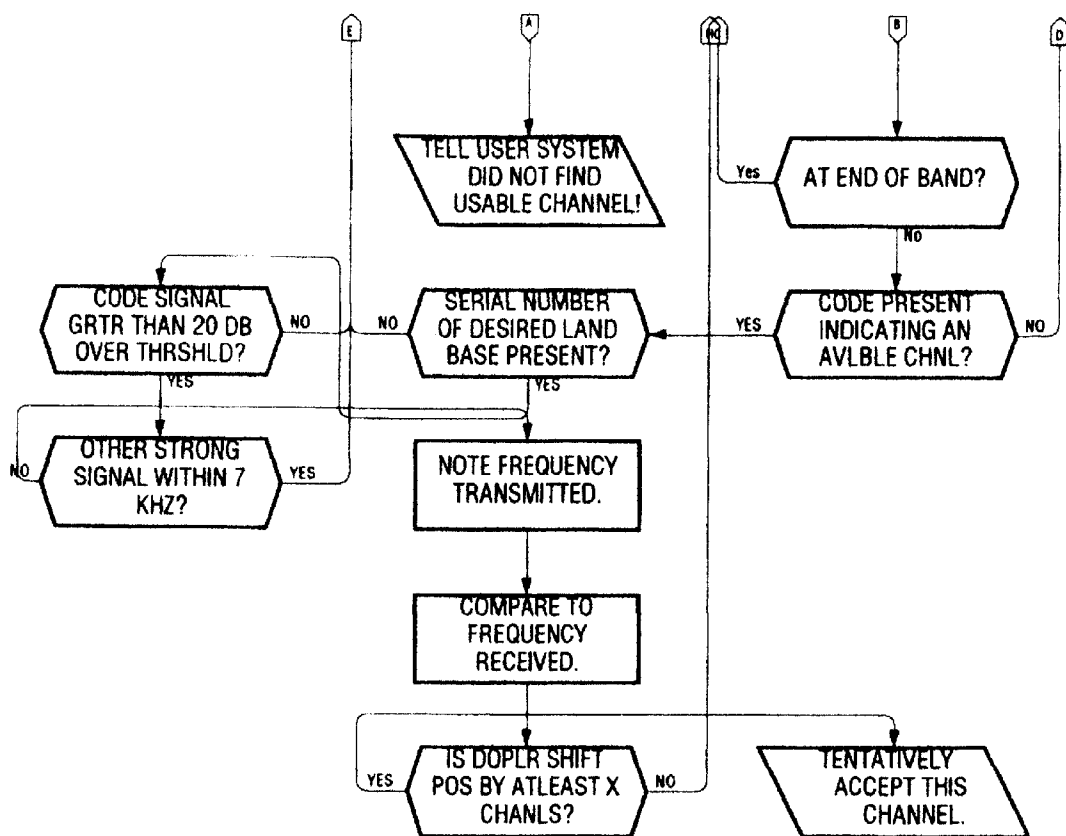 E
A
B
D
TELL USER SYSTEM
DID NOT FIND
USABLE CHANNEL!
Yes
AT END OF BAND?
No
CODE SIGNAL
GRTR THAN 20 DB
OVER THRSHLD?
NO
NO
SERIAL NUMBER
OF DESIRED LAND
BASE PRESENT?
YES
CODE PRESENT
INDICATING AN
AVLBLE CHNL?
NO
YES
YES
NO
OTHER STRONG
SIGNAL WITHIN 7
KHZ?
YES
NOTE FREQUENCY
TRANSMITTED.
COMPARE TO
FREQUENCY
RECEIVED.
YES
IS DOPLR SHIFT
POS BY ATLEAST X
CHANLS?
NO
TENTATIVELY
ACCEPT THIS
CHANNEL.